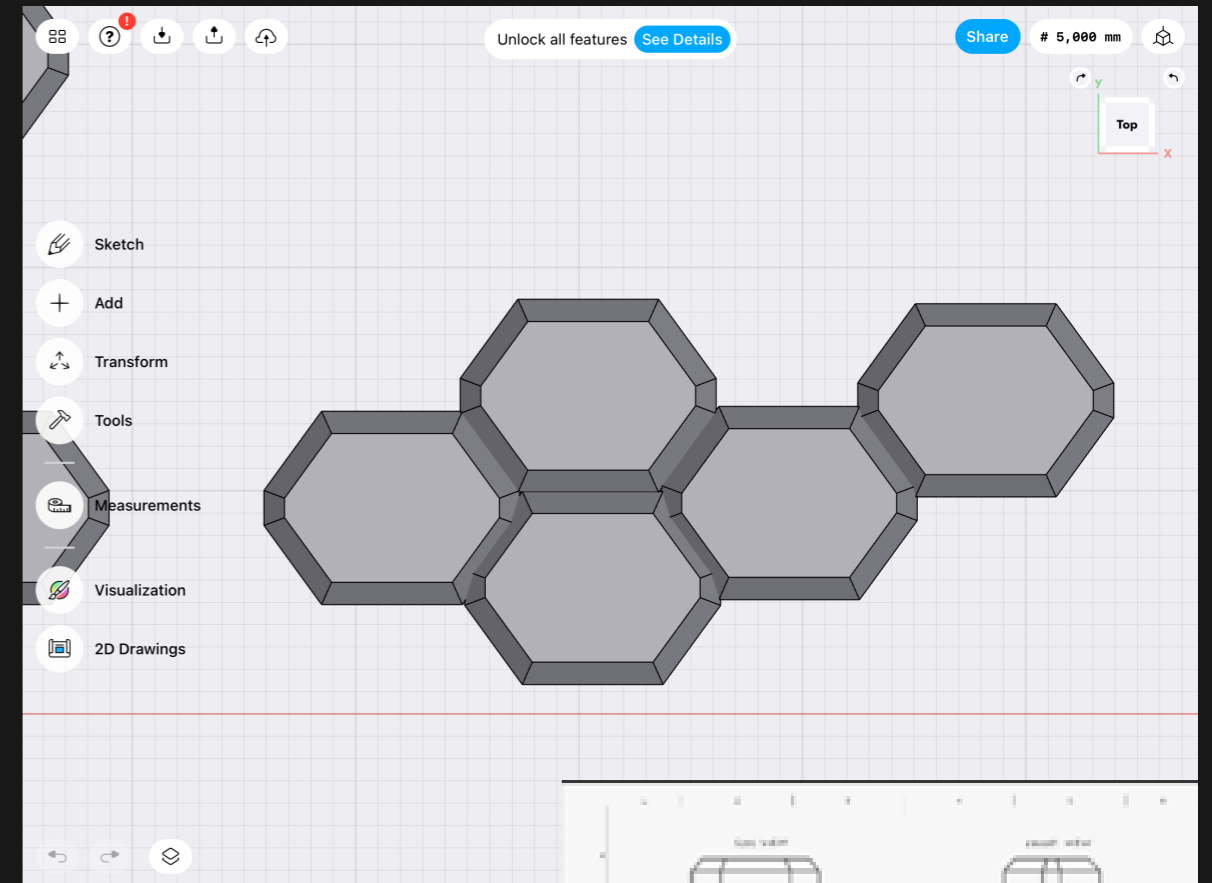 !
?
Unlock all features See Details
Share
# 5,000 mm
Y
Top
X
Sketch
Add
Transform
Tools
Measurements
Visualization
2D Drawings